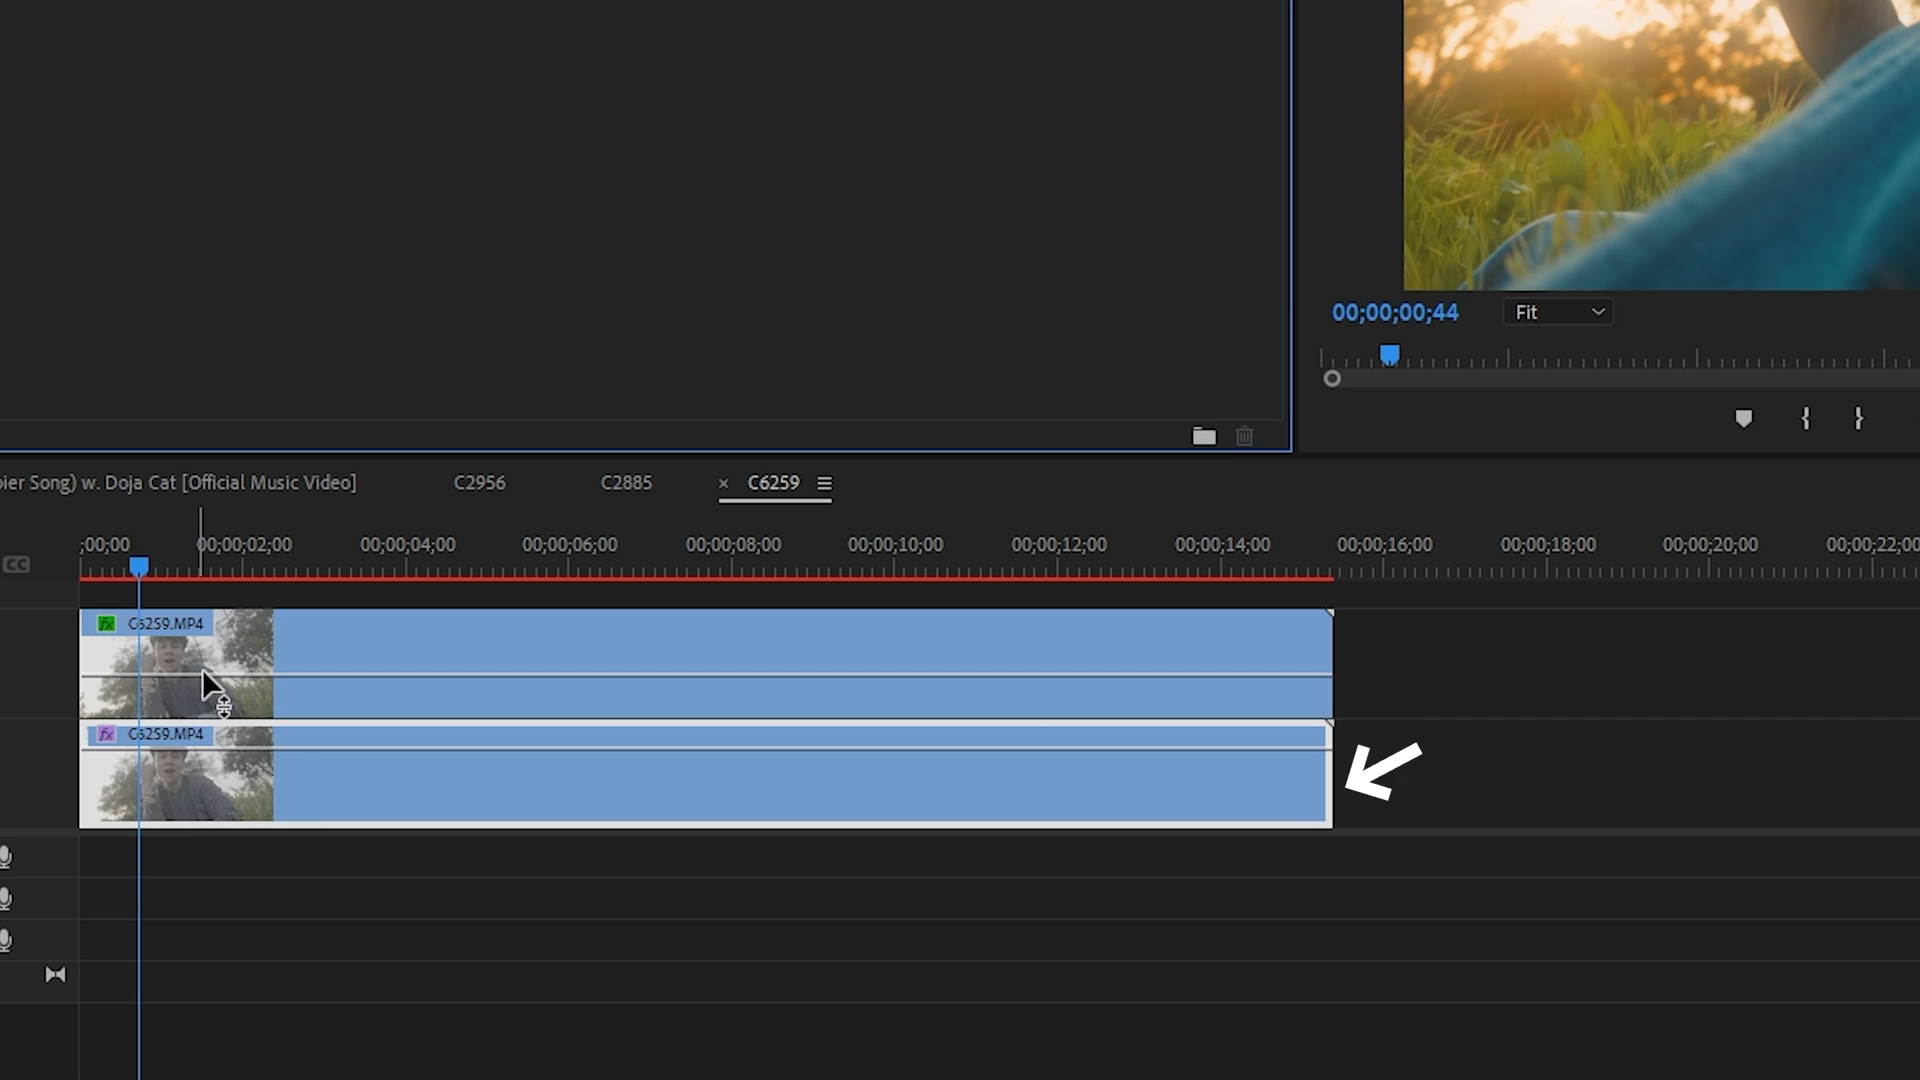 00;00;00;44
Fit
ier Song) w. Doja Cat [Official Music Video]
C2956
C2885
× C6259
;00;00 00;00;02;00 00;00;04;00 00;00;06;00 00;00;08;00 00;00;10;00 00;00;12;00 00;00;14;00 00;00;16;00 00;00;18;00 00;00;20;00 00;00;22;00
CC
fx C6259.MP4
fx C6259.MP4